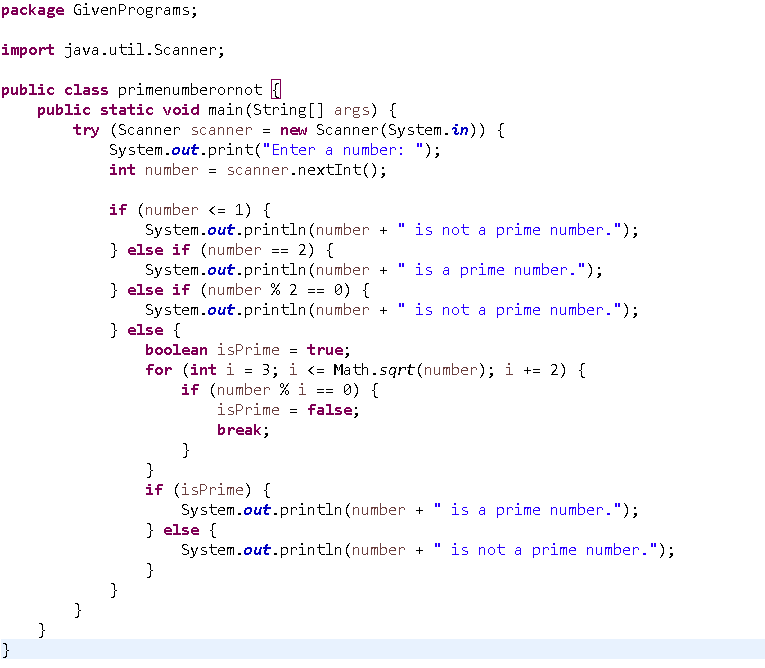 package GivenPrograms;
import java.util.Scanner;
public class primenumberornot {
    public static void main(String[] args) {
        try (Scanner scanner = new Scanner(System.in)) {
            System.out.print("Enter a number: ");
            int number = scanner.nextInt();
            if (number <= 1) {
                System.out.println(number + " is not a prime number.");
            } else if (number == 2) {
                System.out.println(number + " is a prime number.");
            } else if (number % 2 == 0) {
                System.out.println(number + " is not a prime number.");
            } else {
                boolean isPrime = true;
                for (int i = 3; i <= Math.sqrt(number); i += 2) {
                    if (number % i == 0) {
                        isPrime = false;
                        break;
                    }
                }
                if (isPrime) {
                    System.out.println(number + " is a prime number.");
                } else {
                    System.out.println(number + " is not a prime number.");
                }
            }
        }
    }
}